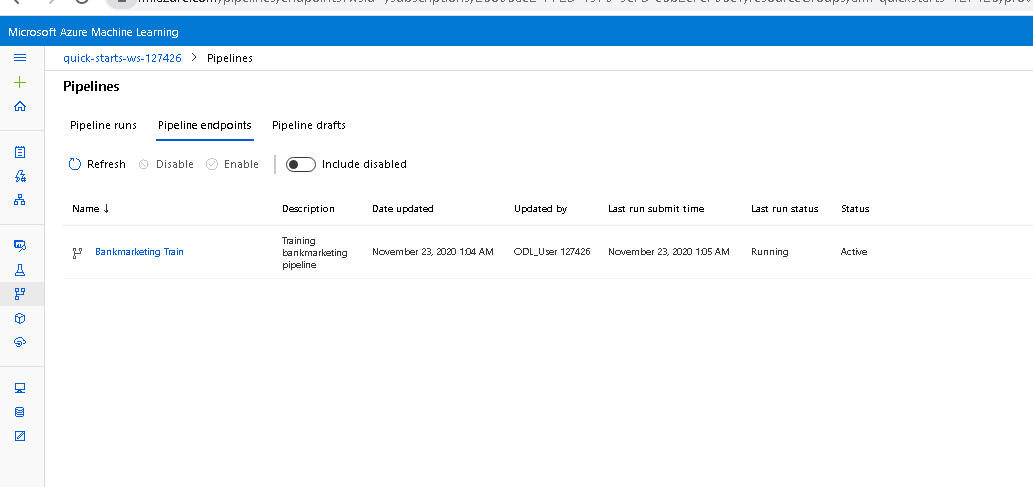 Microsoft Azure Machine Learning
quick-starts-ws-127426 > Pipelines
Pipelines
Pipeline runs Pipeline endpoints Pipeline drafts
Refresh Disable Enable Include disabled
Name ↓ Description Date updated Updated by Last run submit time Last run status Status
Training
Bankmarketing Train bankmarketing November 23, 2020 1:04 AM ODL_User 127426 November 23, 2020 1:05 AM Running Active
pipeline